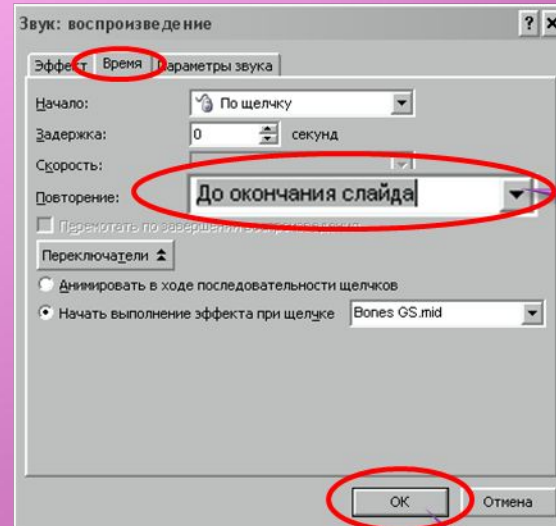 Звук: воспроизведение
Эффект Время Параметры звука
Начало: По щелчку
Задержка: 0 секунд
Скорость:
Повторение: До окончания слайда
Перемотать по завершении воспроизведения
Переключатели
Анимировать в ходе последовательности щелчков
Начать выполнение эффекта при щелчке Bones GS.mid
ОК Отмена